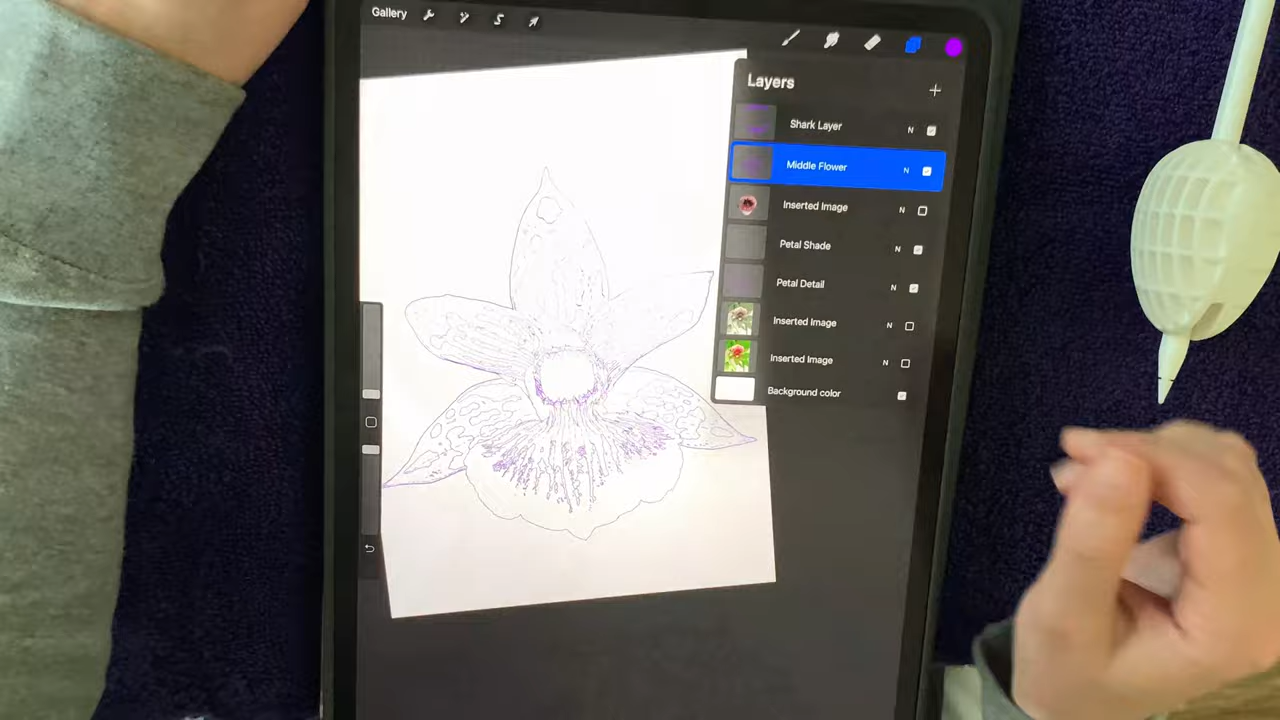 Gallery
Layers
Shark Layer N
Middle Flower N
Inserted Image N
Petal Shade N
Petal Detail N
Inserted Image N
Inserted Image N
Background color